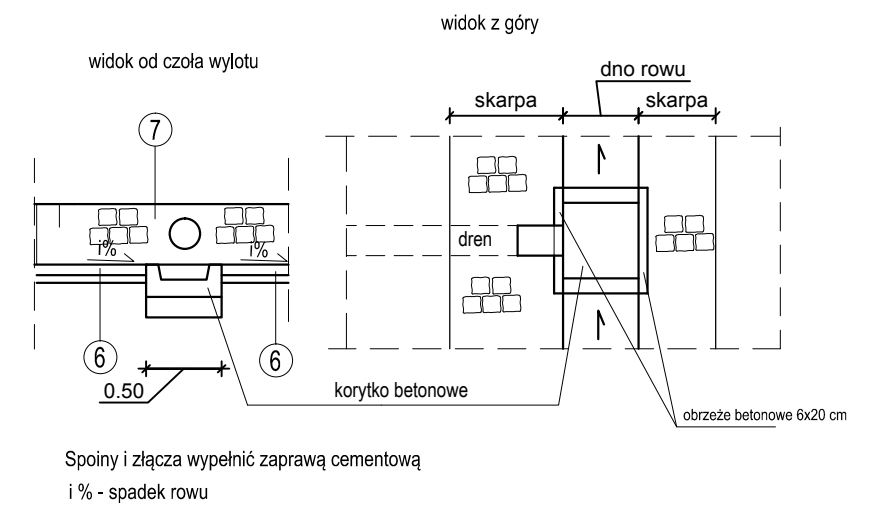 widok z góry
widok od czoła wylotu
dno rowu
skarpa
skarpa
7
i%
i%
dren
6
6
0.50
korytko betonowe
obrzeże betonowe 6x20 cm
Spoiny i złącza wypełnić zaprawą cementową
i % - spadek rowu